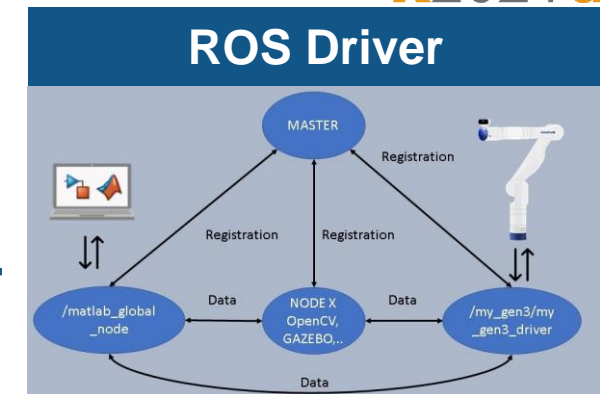 ROS Driver
MASTER
Registration
Registration
Registration
/matlab_global
_node
Data
NODE X
OpenCV,
GAZEBO,..
Data
/my_gen3/my
_gen3_driver
Data